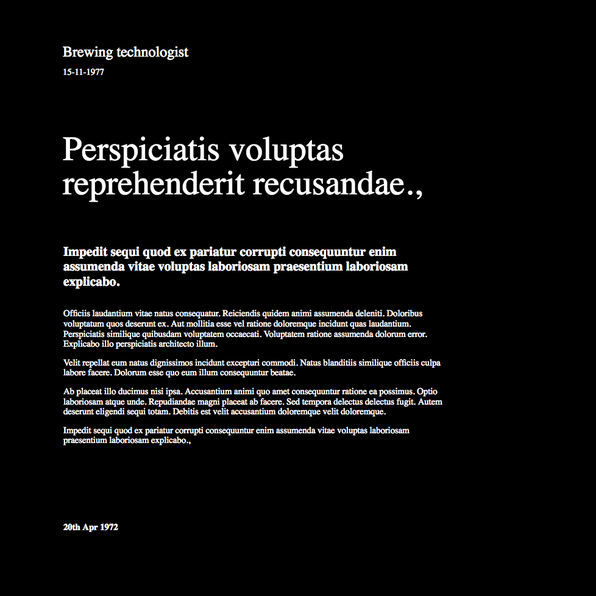 Brewing technologist
15-11-1977
Perspiciatis voluptas
reprehenderit recusandae.,
Impedit sequi quod ex pariatur corrupti consequuntur enim
assumenda vitae voluptas laboriosam praesentium laboriosam
explicabo.
Officiis laudantium vitae natus consequatur. Reiciendis quidem animi assumenda deleniti. Doloribus
voluptatum quos deserunt ex. Aut mollitia esse vel ratione doloremque incidunt quas laudantium.
Perspiciatis similique quibusdam voluptatem occaecati. Voluptatem ratione assumenda dolorum error.
Explicabo illo perspiciatis architecto illum.
Velit repellat eum natus dignissimos incidunt excepturi commodi. Natus blanditiis similique officiis culpa
labore facere. Dolorum esse quo eum illum consequuntur beatae.
Ab placeat illo ducimus nisi ipsa. Accusantium animi quo amet consequuntur ratione ea possimus. Optio
laboriosam atque unde. Repudiandae magni placeat ab facere. Sed tempora delectus delectus fugit. Autem
deserunt eligendi sequi totam. Debitis est velit accusantium doloremque velit doloremque.
Impedit sequi quod ex pariatur corrupti consequuntur enim assumenda vitae voluptas laboriosam
praesentium laboriosam explicabo.,
20th Apr 1972